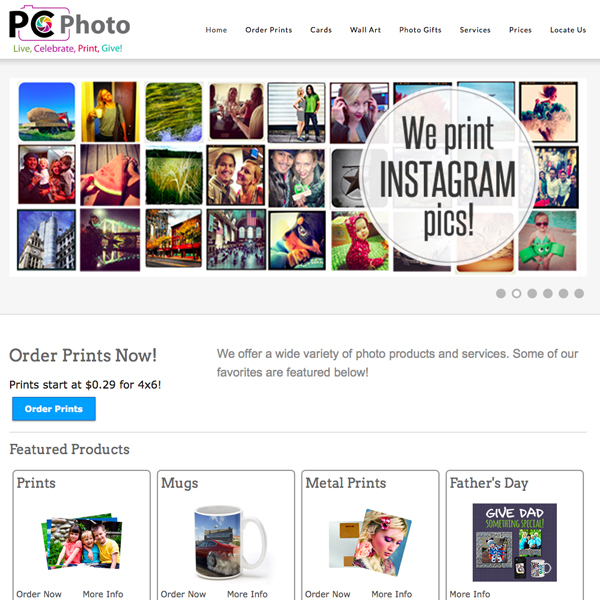 PC Photo
Live, Celebrate, Print, Give!
Home Order Prints Cards Wall Art Photo Gifts Services Prices Locate Us
We print
INSTAGRAM
pics!
Order Prints Now!
Prints start at $0.29 for 4x6!
Order Prints
We offer a wide variety of photo products and services. Some of our
favorites are featured below!
Featured Products
Prints
Order Now More Info
Mugs
Order Now More Info
Metal Prints
Order Now More Info
Father's Day
GIVE DAD
SOMETHING SPECIAL!
More Info